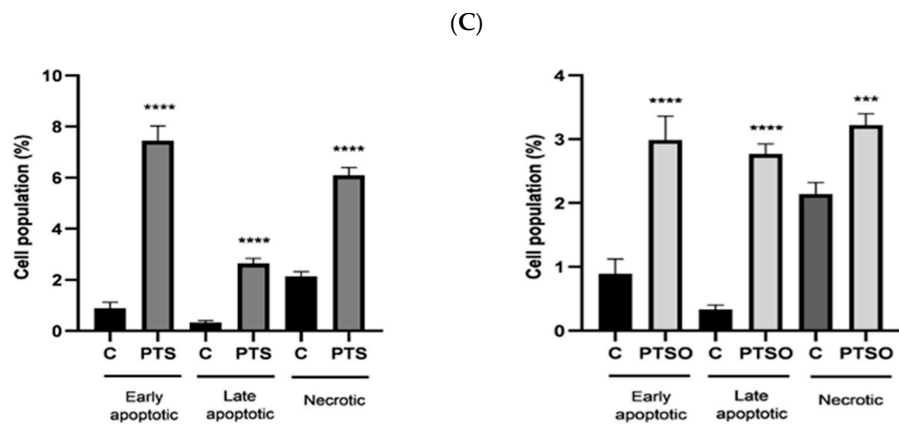 (C)
Cell population (%)
10
8
6
4
2
0
****
****
****
C PTS C PTS C PTS
Early apoptotic
Late apoptotic
Necrotic
Cell population (%)
4
3
2
1
0
****
****
***
C PTSO C PTSO C PTSO
Early apoptotic
Late apoptotic
Necrotic